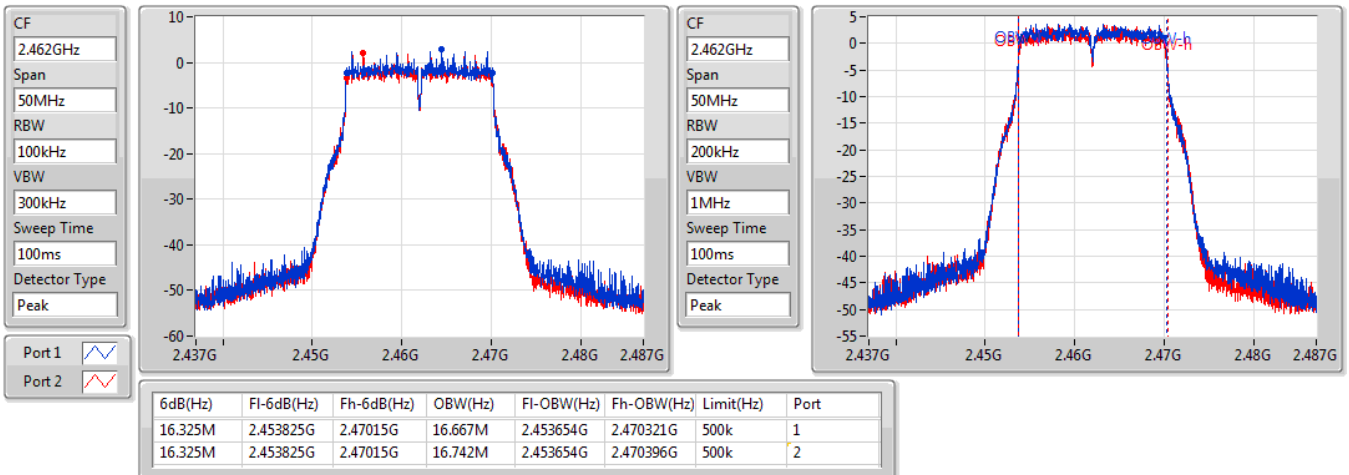 CF
2.462GHz
Span
50MHz
RBW
100kHz
VBW
300kHz
Sweep Time
100ms
Detector Type
Peak
Port 1
Port 2
10
0
-10
-20
-30
-40
-50
-60
2.437G 2.45G 2.46G 2.47G 2.48G 2.487G
CF
2.462GHz
Span
50MHz
RBW
200kHz
VBW
1MHz
Sweep Time
100ms
Detector Type
Peak
5
0
-5
-10
-15
-20
-25
-30
-35
-40
-45
-50
-55
2.437G 2.45G 2.46G 2.47G 2.48G 2.487G
6dB(Hz) Fl-6dB(Hz) Fh-6dB(Hz) OBW(Hz) Fl-OBW(Hz) Fh-OBW(Hz) Limit(Hz) Port
16.325M 2.453825G 2.47015G 16.667M 2.453654G 2.470321G 500k 1
16.325M 2.453825G 2.47015G 16.742M 2.453654G 2.470396G 500k 2